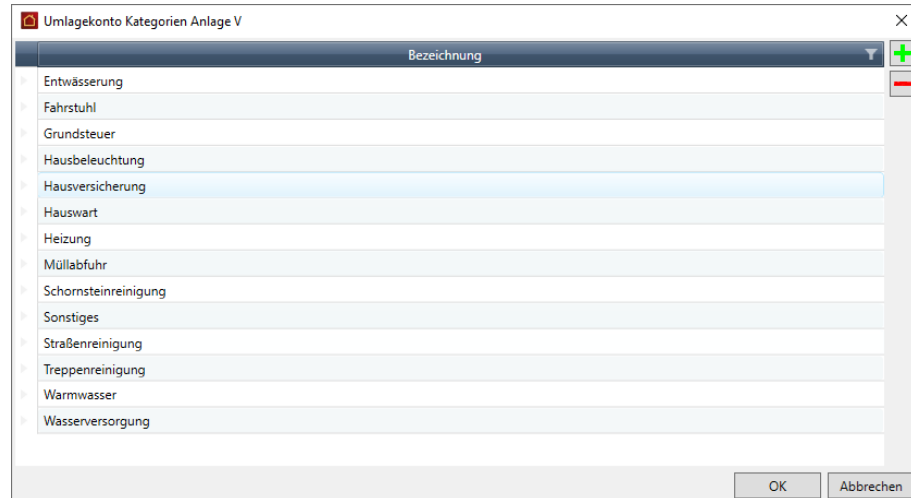 Umlagekonto Kategorien Anlage V
Bezeichnung
Entwässerung
Fahrstuhl
Grundsteuer
Hausbeleuchtung
Hausversicherung
Hauswart
Heizung
Müllabfuhr
Schornsteinreinigung
Sonstiges
Straßenreinigung
Treppenreinigung
Warmwasser
Wasserversorgung
OK Abbrechen